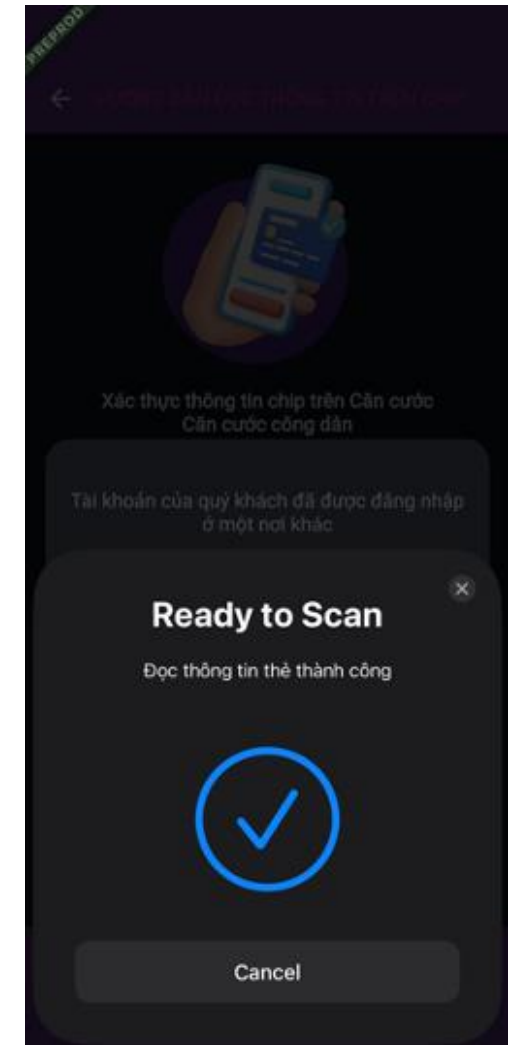 PREPROD
Xác thực thông tin chip trên Căn cước
Căn cước công dân
Tài khoản của quý khách đã được đăng nhập
ở một nơi khác
Ready to Scan
Đọc thông tin thẻ thành công
Cancel